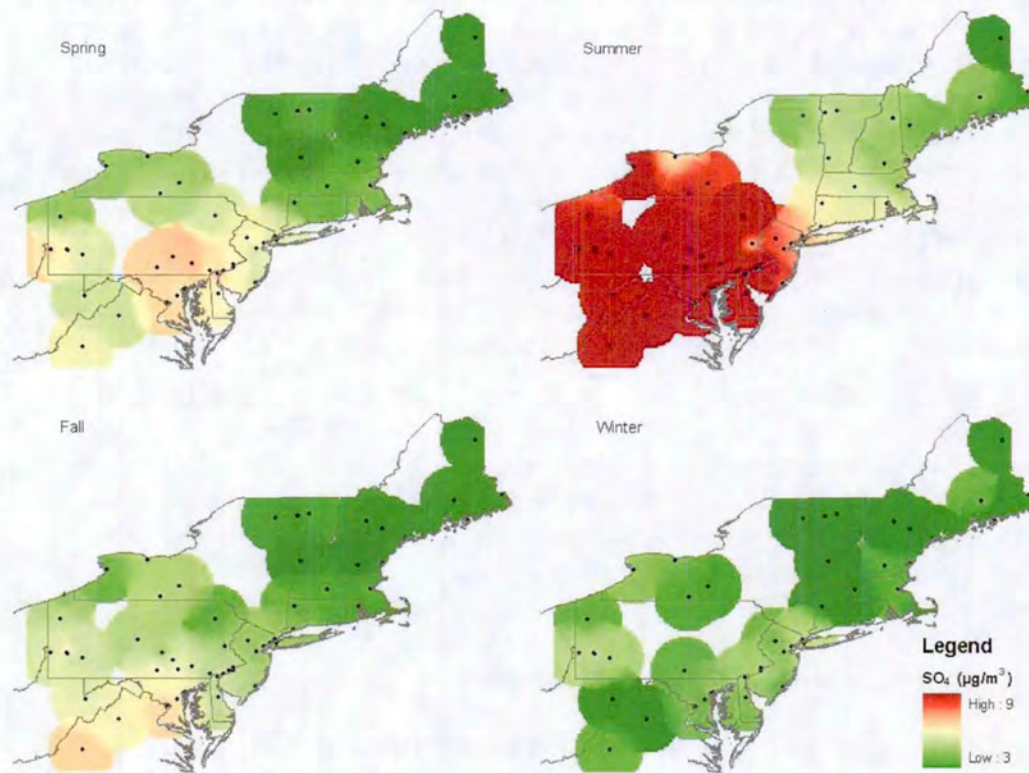 Spring
Summer
Fall
Winter
Legend
SO₄ (µg/m³)
High : 9
Low : 3